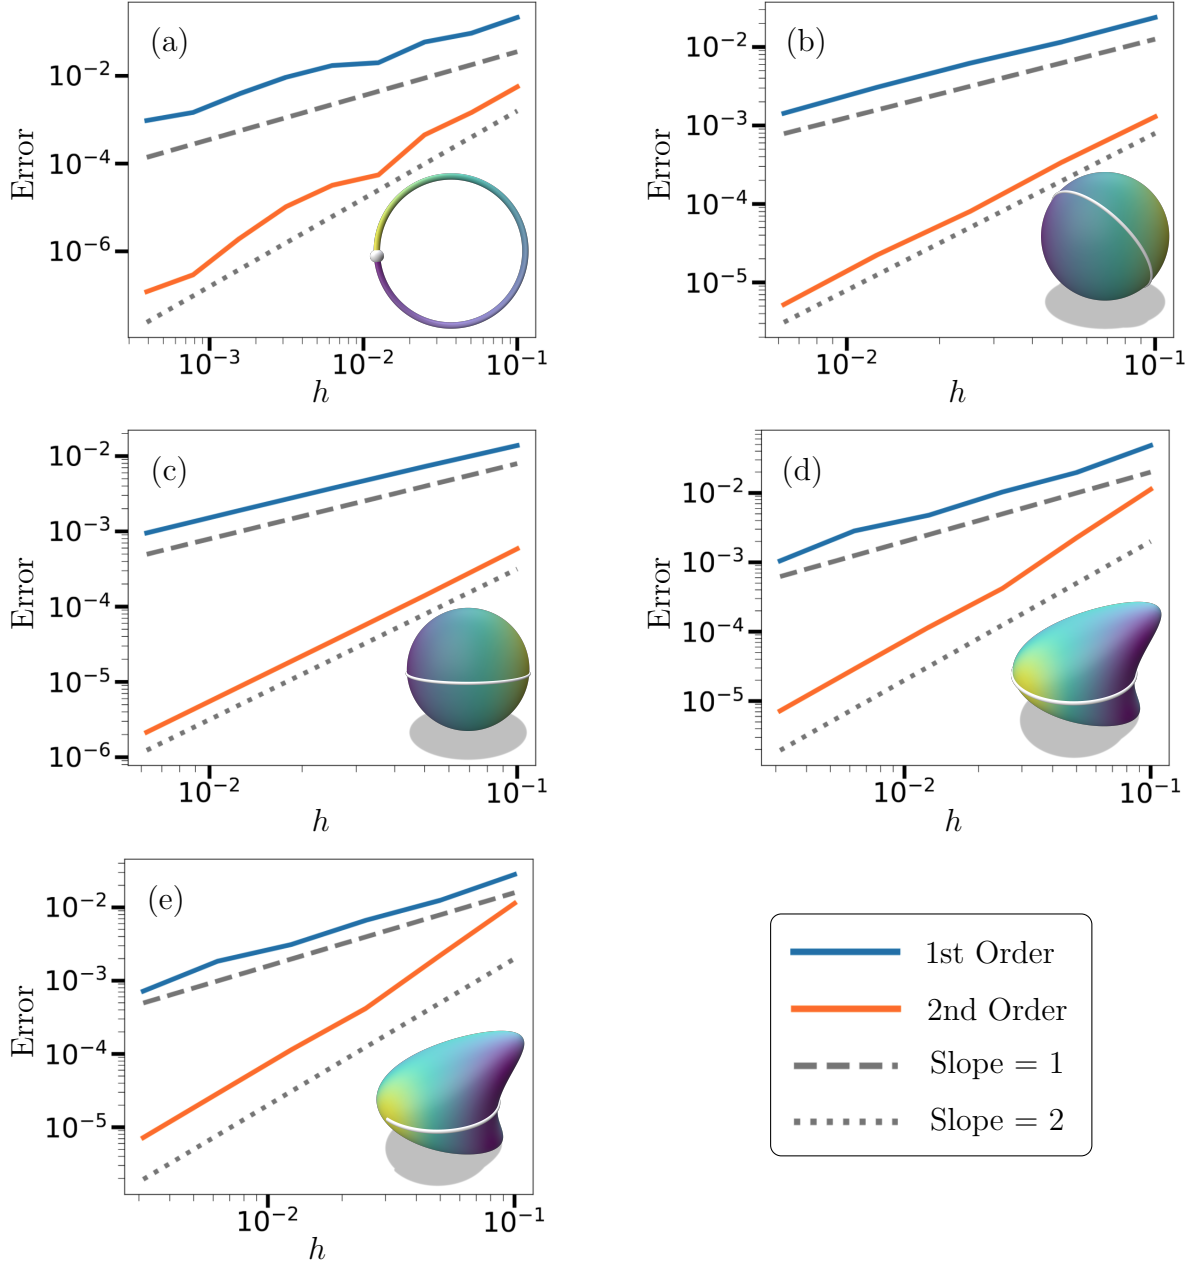 (a)
Error
10⁻²
10⁻⁴
10⁻⁶
10⁻³
10⁻²
10⁻¹
h
(b)
Error
10⁻²
10⁻³
10⁻⁴
10⁻⁵
10⁻²
10⁻¹
h
(c)
Error
10⁻²
10⁻³
10⁻⁴
10⁻⁵
10⁻⁶
10⁻²
10⁻¹
h
(d)
Error
10⁻²
10⁻³
10⁻⁴
10⁻⁵
10⁻²
10⁻¹
h
(e)
Error
10⁻²
10⁻³
10⁻⁴
10⁻⁵
10⁻²
10⁻¹
h
1st Order
2nd Order
Slope = 1
Slope = 2